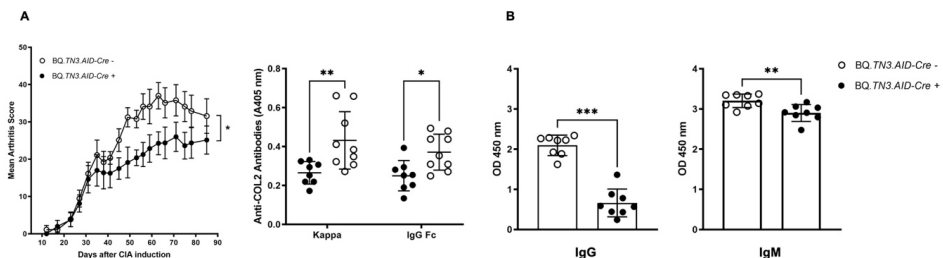 A
B
BQ.TN3.AID-Cre -
BQ.TN3.AID-Cre +
Mean Arthritis Score
50
40
30
20
10
0
0 10 20 30 40 50 60 70 80 90
Days after CIA induction
*
Anti-COL2 Antibodies (A405 nm)
0.8
0.6
0.4
0.2
0.0
**
*
Kappa
IgG Fc
OD 450 nm
4
3
2
1
0
***
IgG
OD 450 nm
4
3
2
1
0
**
IgM
BQ.TN3.AID-Cre -
BQ.TN3.AID-Cre +